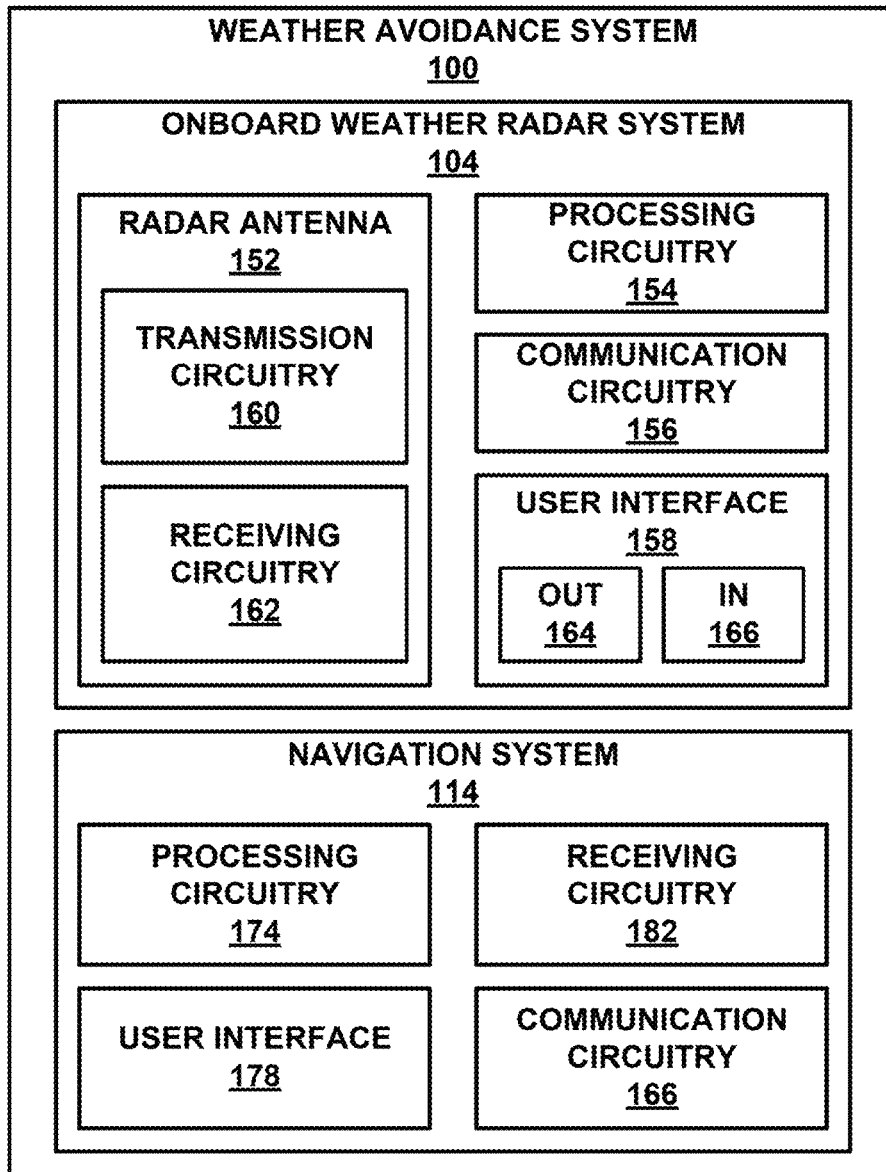 WEATHER AVOIDANCE SYSTEM
100
ONBOARD WEATHER RADAR SYSTEM
104
RADAR ANTENNA
152
TRANSMISSION
CIRCUITRY
160
RECEIVING
CIRCUITRY
162
PROCESSING
CIRCUITRY
154
COMMUNICATION
CIRCUITRY
156
USER INTERFACE
158
OUT
164
IN
166
NAVIGATION SYSTEM
114
PROCESSING
CIRCUITRY
174
RECEIVING
CIRCUITRY
182
USER INTERFACE
178
COMMUNICATION
CIRCUITRY
166